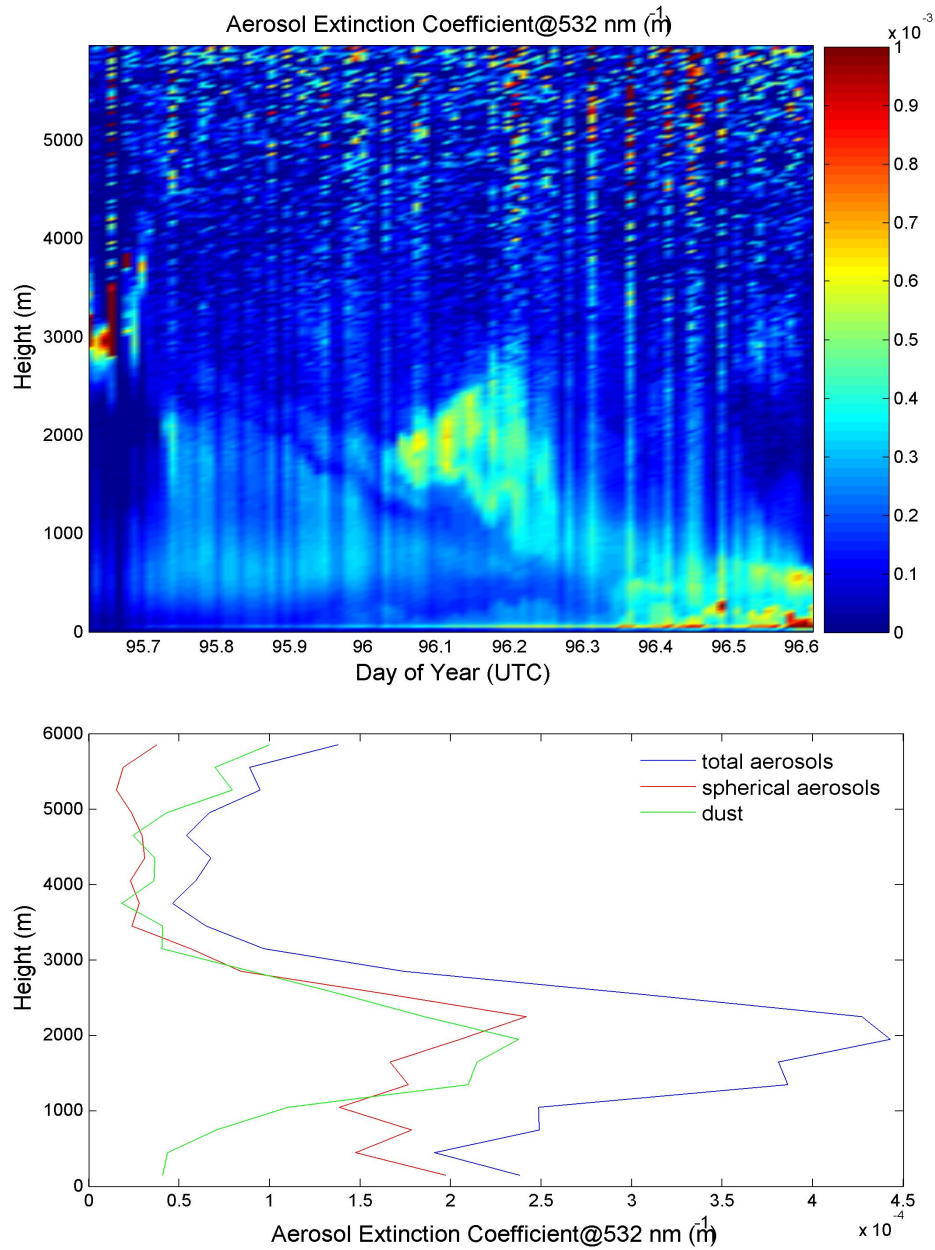 Aerosol Extinction Coefficient@532 nm (m⁻¹)
x 10⁻³
Height (m)
5000
4000
3000
2000
1000
0
1
0.9
0.8
0.7
0.6
0.5
0.4
0.3
0.2
0.1
0
95.7 95.8 95.9 96 96.1 96.2 96.3 96.4 96.5 96.6
Day of Year (UTC)
Height (m)
6000
5000
4000
3000
2000
1000
0
total aerosols
spherical aerosols
dust
0 0.5 1 1.5 2 2.5 3 3.5 4 4.5
x 10⁻⁴
Aerosol Extinction Coefficient@532 nm (m⁻¹)